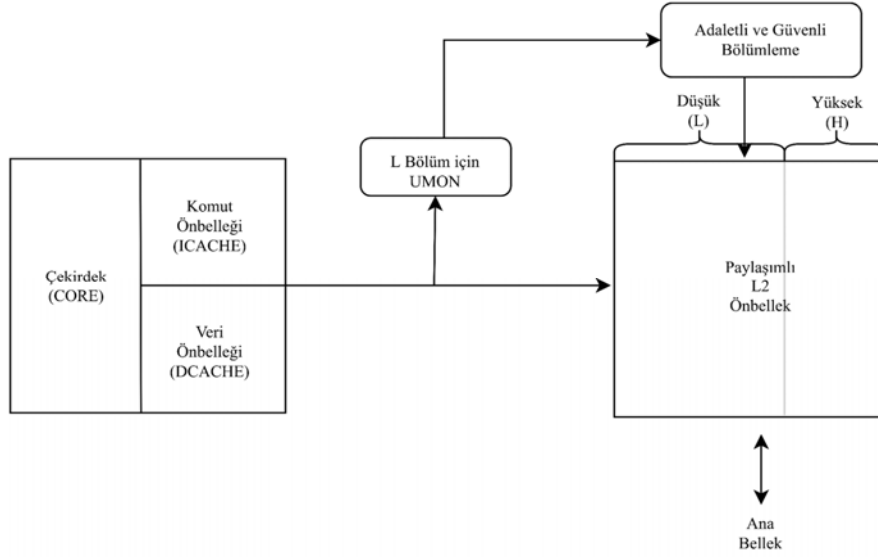 Adaletli ve Güvenli
Bölümleme
Düşük
(L)
Yüksek
(H)
L Bölüm için
UMON
Komut
Önbelleği
(ICACHE)
Çekirdek
(CORE)
Veri
Önbelleği
(DCACHE)
Paylaşımlı
L2
Önbellek
Ana
Bellek